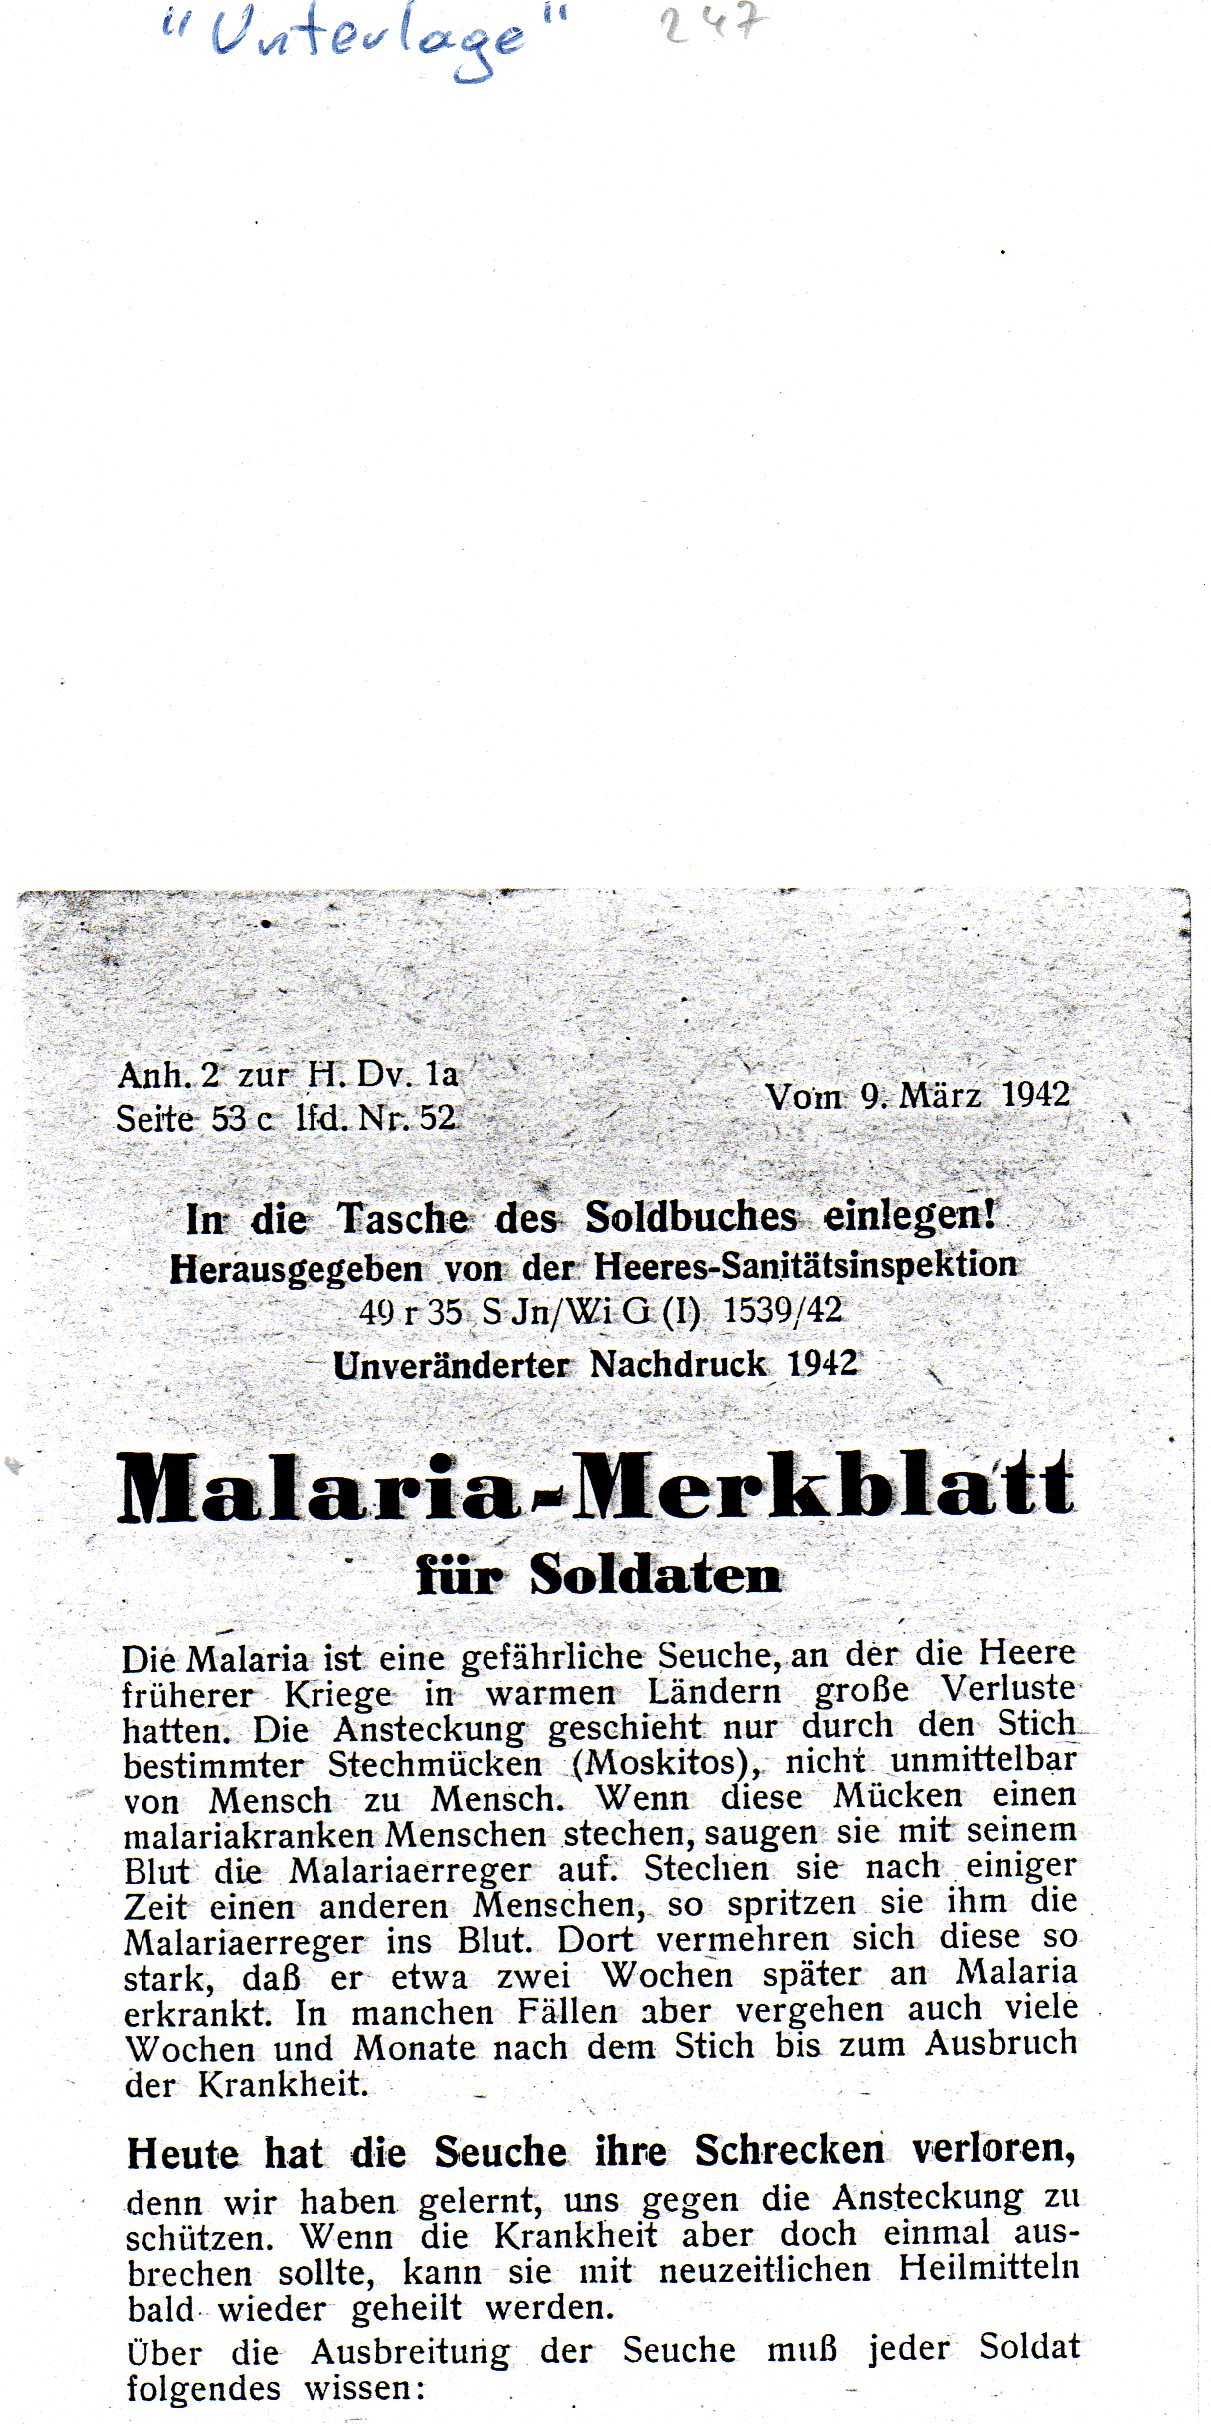 "Unterlage" 247
Anh. 2 zur H. Dv. 1a
Seite 53 c lfd. Nr. 52
Vom 9. März 1942
In die Tasche des Soldbuches einlegen!
Herausgegeben von der Heeres-Sanitätsinspektion
49 r 35 S Jn/Wi G (I) 1539/42
Unveränderter Nachdruck 1942
Malaria-Merkblatt
für Soldaten
Die Malaria ist eine gefährliche Seuche, an der die Heere
früherer Kriege in warmen Ländern große Verluste
hatten. Die Ansteckung geschieht nur durch den Stich
bestimmter Stechmücken (Moskitos), nicht unmittelbar
von Mensch zu Mensch. Wenn diese Mücken einen
malariakranken Menschen stechen, saugen sie mit seinem
Blut die Malariaerreger auf. Stechen sie nach einiger
Zeit einen anderen Menschen, so spritzen sie ihm die
Malariaerreger ins Blut. Dort vermehren sich diese so
stark, daß er etwa zwei Wochen später an Malaria
erkrankt. In manchen Fällen aber vergehen auch viele
Wochen und Monate nach dem Stich bis zum Ausbruch
der Krankheit.
Heute hat die Seuche ihre Schrecken verloren,
denn wir haben gelernt, uns gegen die Ansteckung zu
schützen. Wenn die Krankheit aber doch einmal aus-
brechen sollte, kann sie mit neuzeitlichen Heilmitteln
bald wieder geheilt werden.
Über die Ausbreitung der Seuche muß jeder Soldat
folgendes wissen: